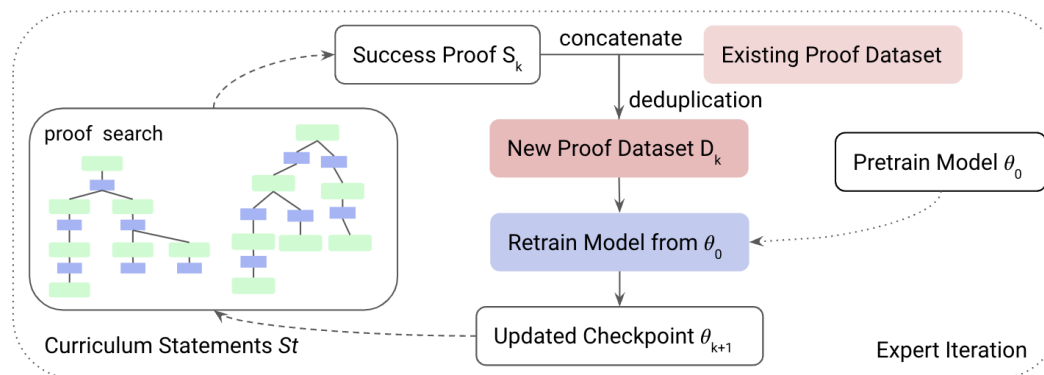 Success Proof S_k
concatenate
Existing Proof Dataset
deduplication
proof search
New Proof Dataset D_k
Pretrain Model θ_0
Retrain Model from θ_0
Updated Checkpoint θ_{k+1}
Curriculum Statements St
Expert Iteration